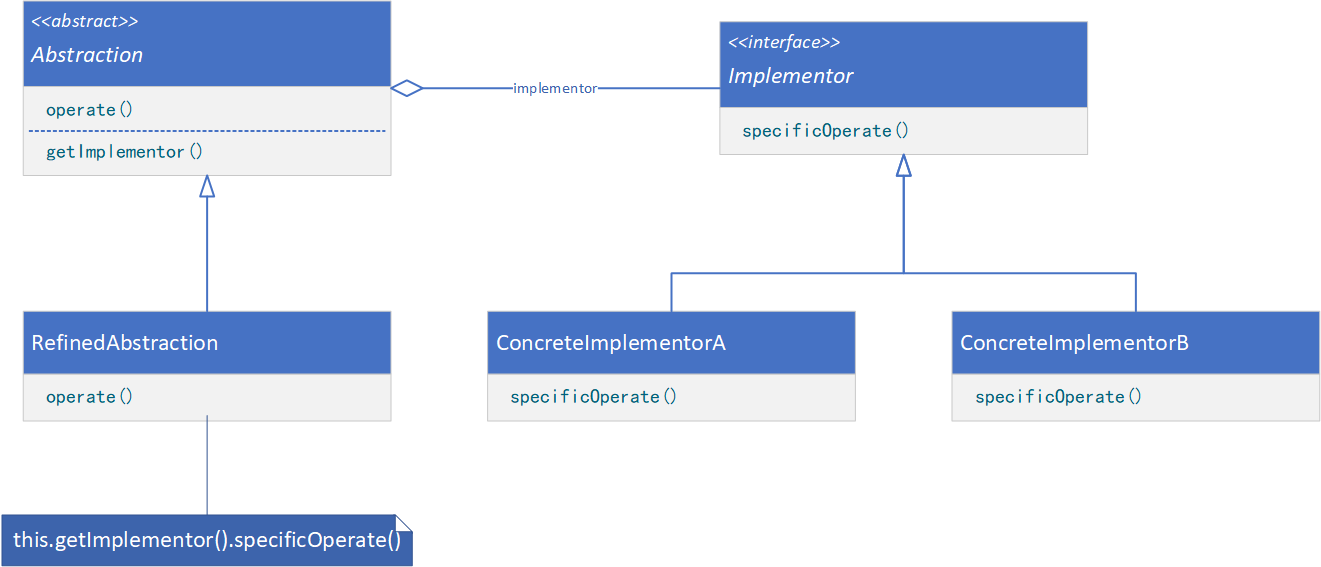 <<abstract>>
Abstraction
operate()
getImplementor()
implementor
<<interface>>
Implementor
specificOperate()
RefinedAbstraction
operate()
ConcreteImplementorA
specificOperate()
ConcreteImplementorB
specificOperate()
this.getImplementor().specificOperate()